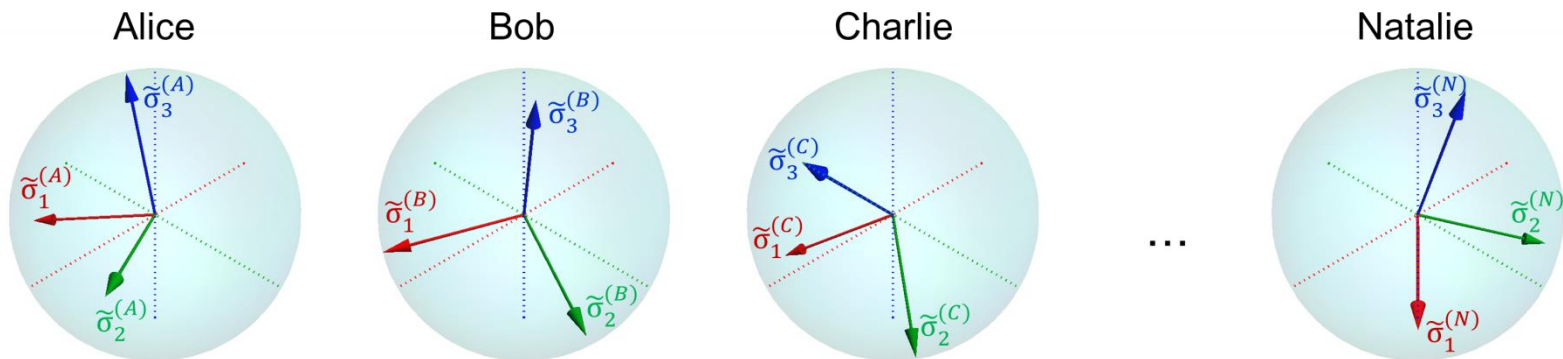 Alice Bob Charlie Natalie
σ̃₃⁽ᴬ⁾
σ̃₁⁽ᴬ⁾
σ̃₂⁽ᴬ⁾
σ̃₃⁽ᴮ⁾
σ̃₁⁽ᴮ⁾
σ̃₂⁽ᴮ⁾
σ̃₃^(C)
σ̃₁^(C)
σ̃₂^(C)
...
σ̃₃⁽ᴺ⁾
σ̃₂⁽ᴺ⁾
σ̃₁⁽ᴺ⁾